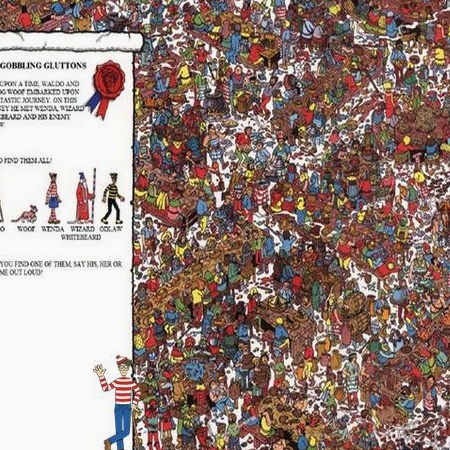 GOBBLING GLUTTONS
UPON A TIME, WALDO AND
WOOF EMBARKED UPON
TASTIC JOURNEY. ON THIS
EY HE MET WENDA, WIZARD
EBEARD AND HIS ENEMY
O FIND THEM ALL!
O WOOF WENDA WIZARD ODLAW
WHITEBEARD
YOU FIND ONE OF THEM, SAY HIS, HER OR
ME OUT LOUD!